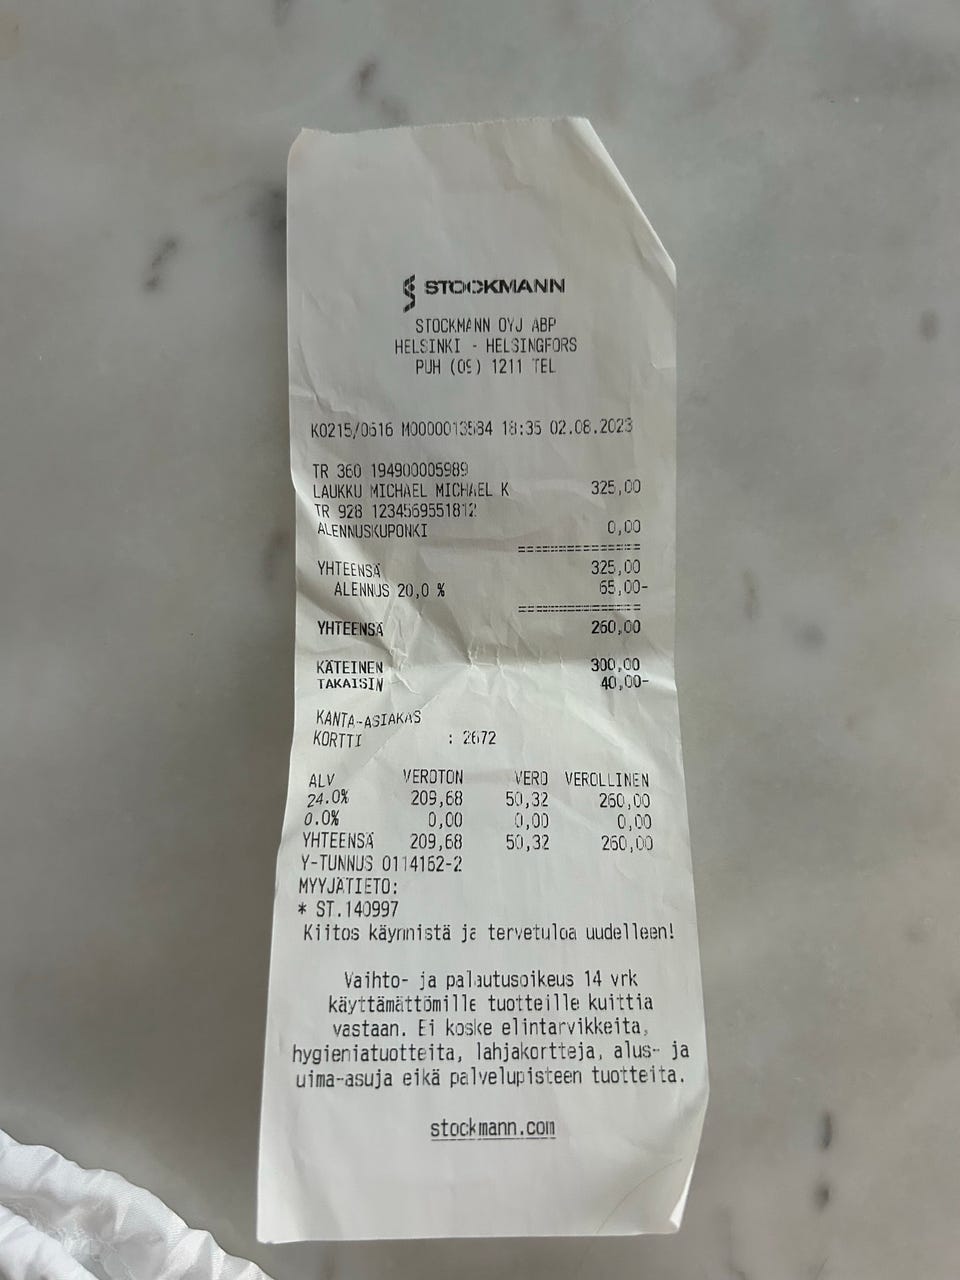 STOCKMANN
STOCKMANN OYJ ABP
HELSINKI - HELSINGFORS
PUH (09) 1211 TEL
K0215/0616 M0000013584 18:35 02.08.2023
TR 360 194900005989
LAUKKU MICHAEL MICHAEL K 325,00
TR 928 1234569551812
ALENNUSKUPONKI 0,00
===============
YHTEENSÄ 325,00
ALENNUS 20,0 % 65,00-
===============
YHTEENSÄ 260,00
KÄTEINEN 300,00
TAKAISIN 40,00-
KANTA-ASIAKAS
KORTTI : 2672
ALV VEROTON VERO VEROLLINEN
24.0% 209,68 50,32 260,00
0.0% 0,00 0,00 0,00
YHTEENSÄ 209,68 50,32 260,00
Y-TUNNUS 0114162-2
MYYJÄTIETO:
* ST.140997
Kiitos käynnistä ja tervetuloa uudelleen!
Vaihto- ja palautusoikeus 14 vrk
käyttämättömille tuotteille kuittia
vastaan. Ei koske elintarvikkeita,
hygieniatuotteita, lahjakortteja, alus- ja
uima-asuja eikä palvelupisteen tuotteita.
stockmann.com